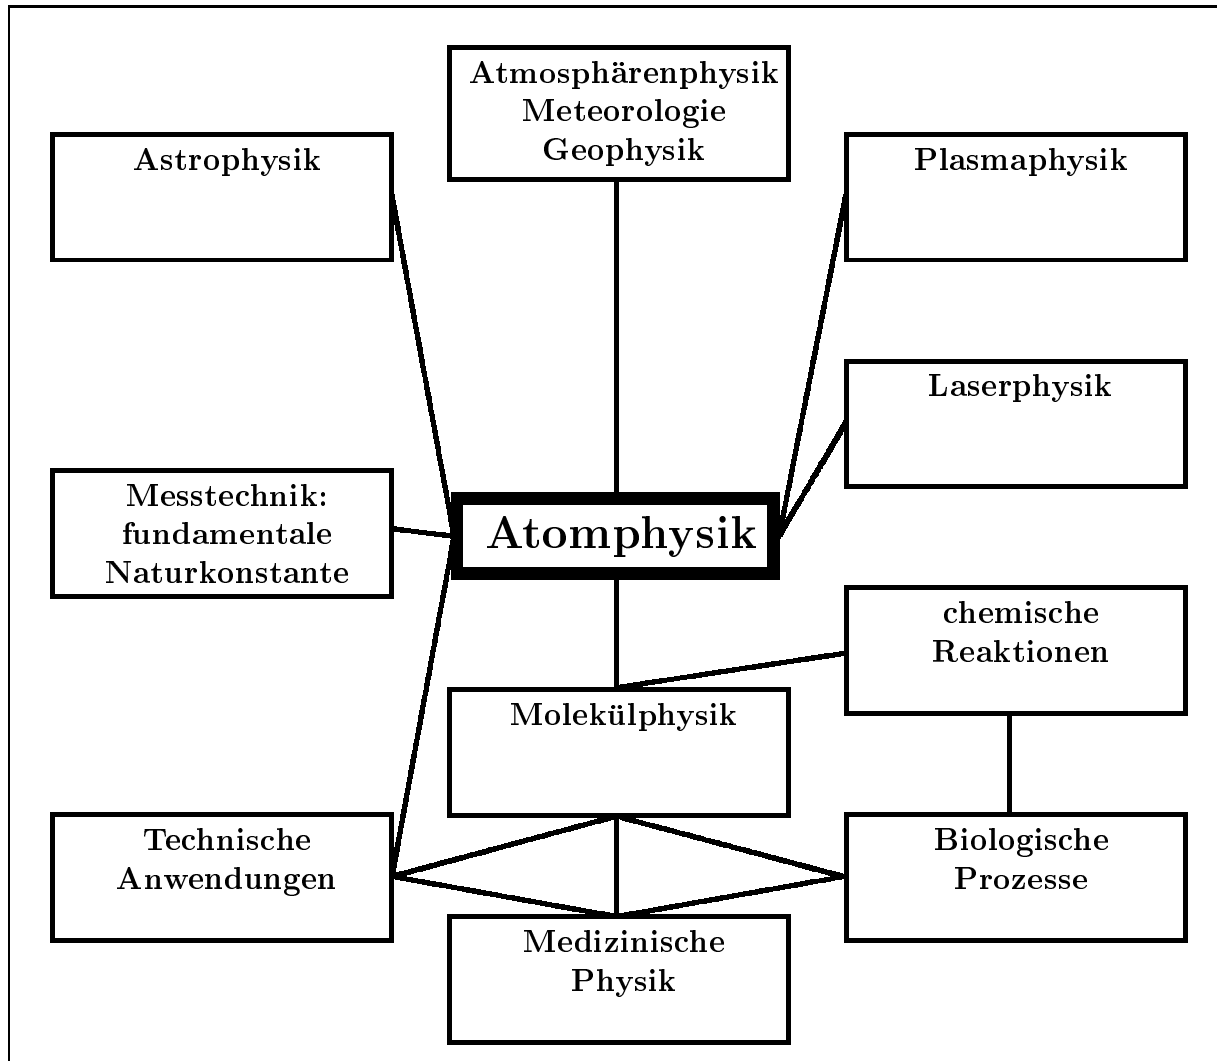 Atmosphärenphysik
Meteorologie
Geophysik
Astrophysik
Plasmaphysik
Laserphysik
Messtechnik:
fundamentale
Naturkonstante
Atomphysik
chemische
Reaktionen
Molekülphysik
Technische
Anwendungen
Biologische
Prozesse
Medizinische
Physik